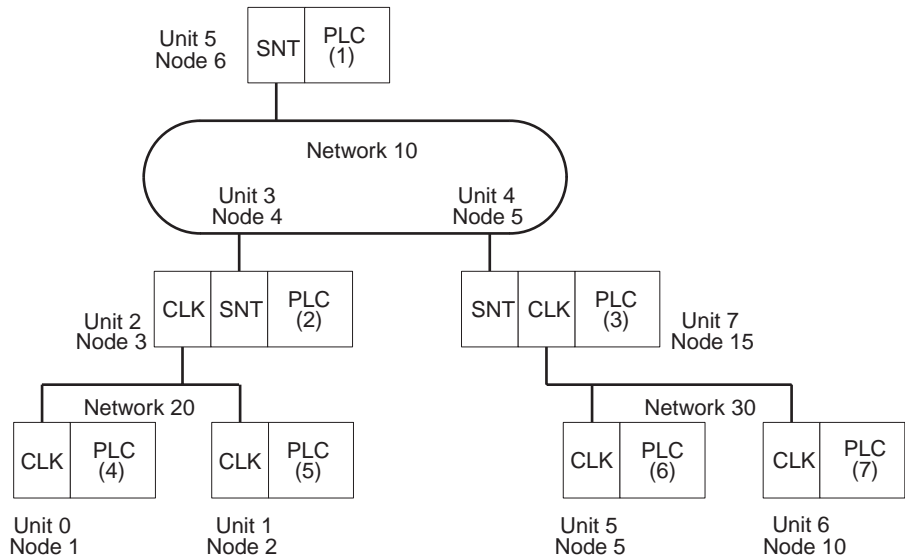 Unit 5
Node 6
SNT
PLC
(1)
Network 10
Unit 3
Node 4
Unit 4
Node 5
CLK
SNT
PLC
(2)
Unit 2
Node 3
SNT
CLK
PLC
(3)
Unit 7
Node 15
Network 20
Network 30
CLK
PLC
(4)
CLK
PLC
(5)
CLK
PLC
(6)
CLK
PLC
(7)
Unit 0
Node 1
Unit 1
Node 2
Unit 5
Node 5
Unit 6
Node 10